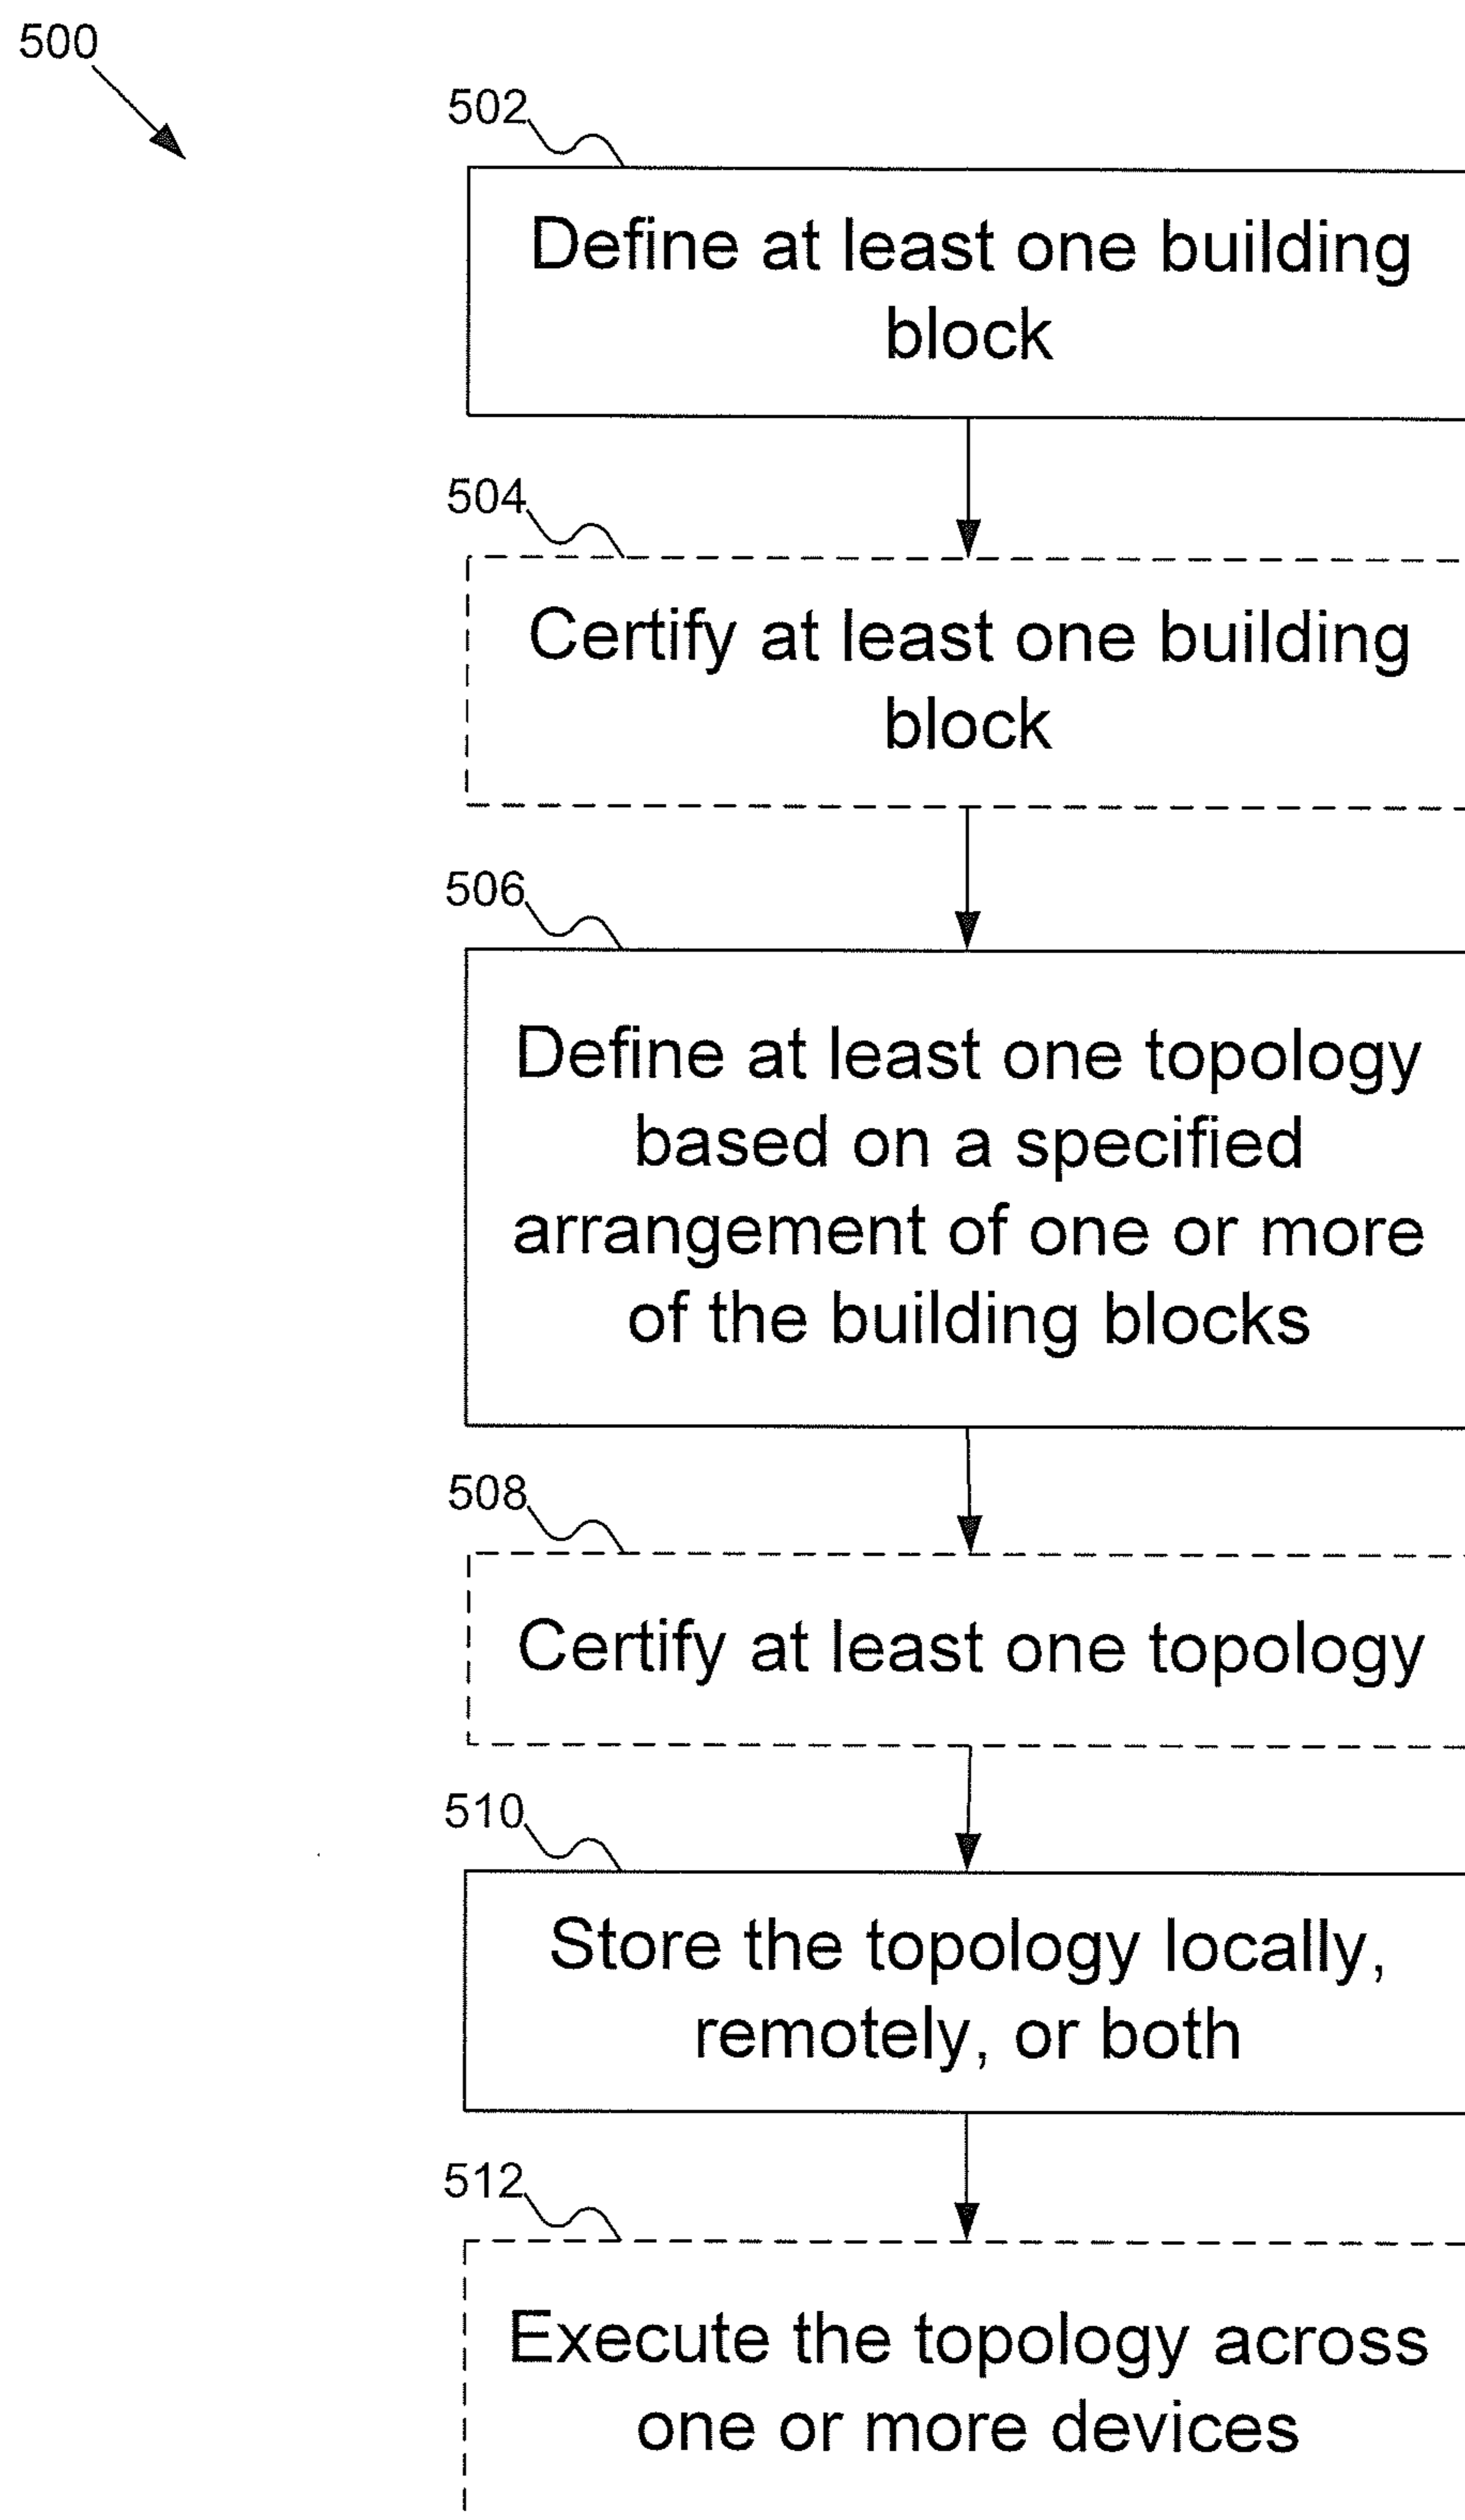 500
502
Define at least one building
block
504
Certify at least one building
block
506
Define at least one topology
based on a specified
arrangement of one or more
of the building blocks
508
Certify at least one topology
510
Store the topology locally,
remotely, or both
512
Execute the topology across
one or more devices